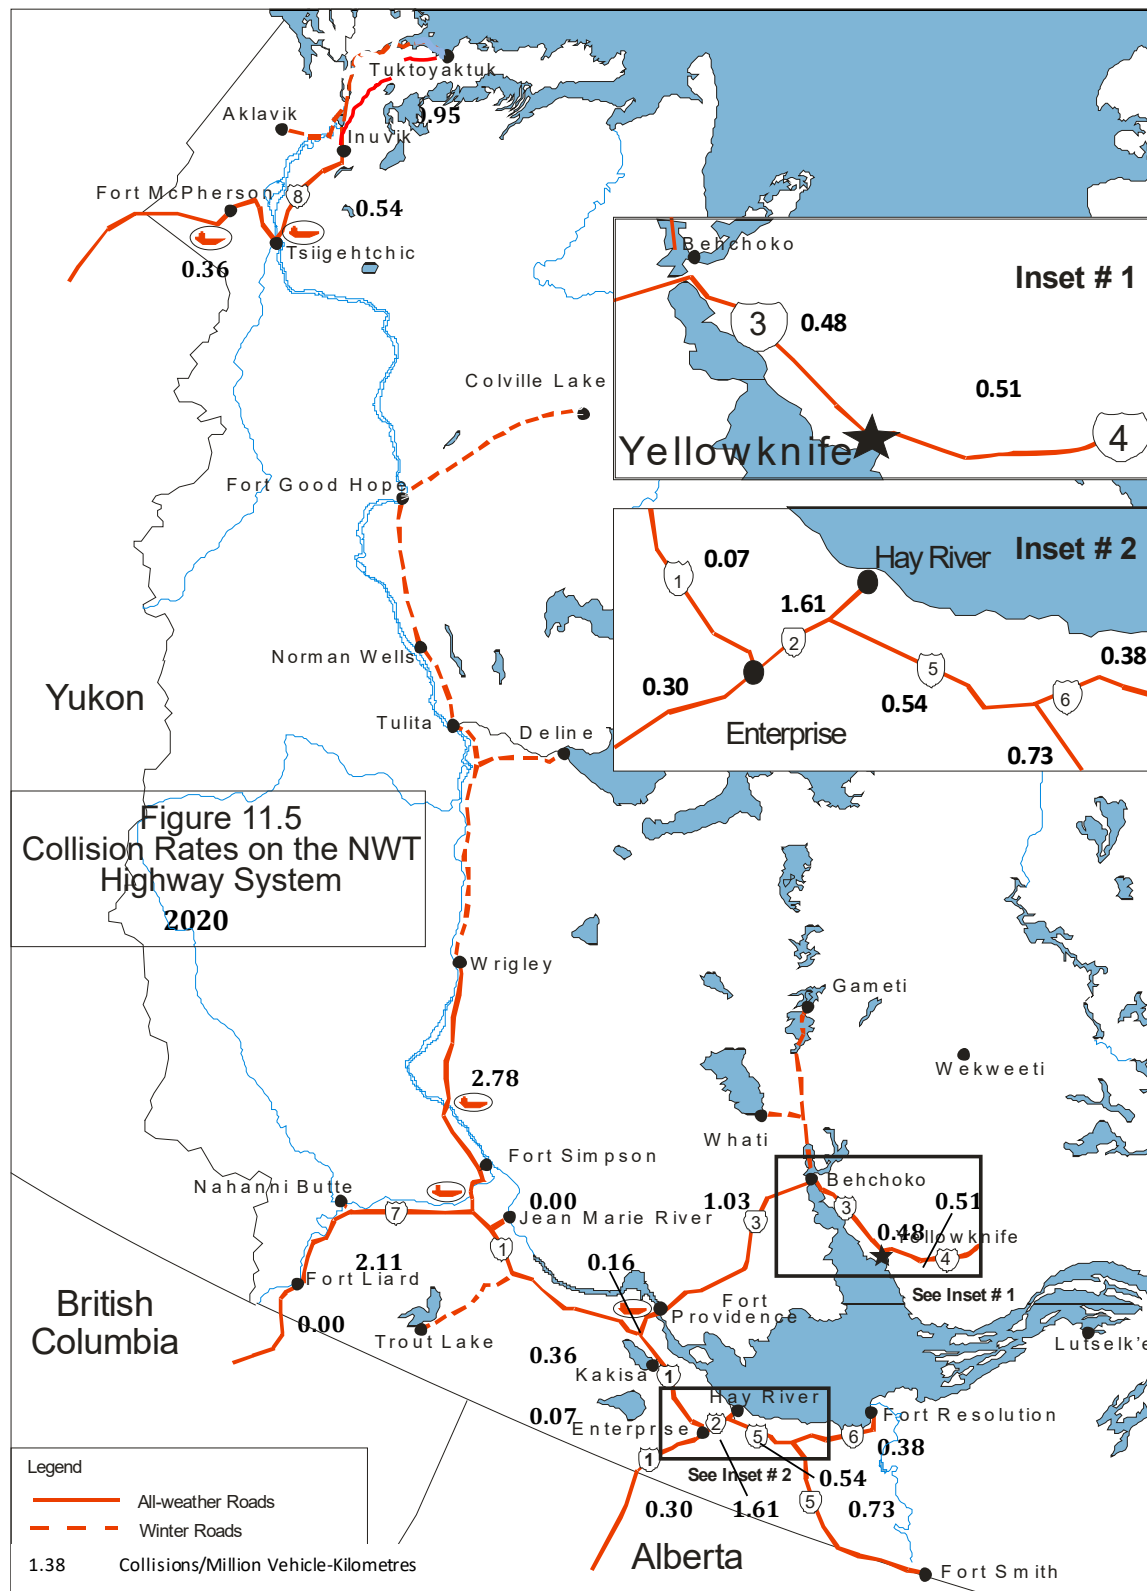 Tuktoyaktuk
Aklavik
.95
Inuvik
Fort McPherson
8
0.54
Tsiigehtchic
0.36
Behchoko
Inset # 1
3
0.48
0.51
Colville Lake
Yellowknife
4
Fort Good Hope
Hay River
Inset # 2
0.07
1
1.61
2
5
0.38
0.30
0.54
6
Enterprise
0.73
Norman Wells
Yukon
Tulita
Deline
Figure 11.5
Collision Rates on the NWT
Highway System
2020
Wrigley
Gameti
Wekweeti
2.78
Whati
Fort Simpson
Behchoko
Nahanni Butte
0.00
1.03
3
0.51
7
Jean Marie River
3
0.48
Yellowknife
1
4
2.11
0.16
Fort Liard
See Inset # 1
British
Columbia
0.00
Fort
Providence
Trout Lake
Lutselk'e
0.36
Kakisa
1
0.07
Hay River
Enterprise
2
5
6
Fort Resolution
0.38
1
See Inset # 2
0.54
5
0.30
1.61
0.73
Alberta
Fort Smith
Legend
All-weather Roads
Winter Roads
1.38 Collisions/Million Vehicle-Kilometres